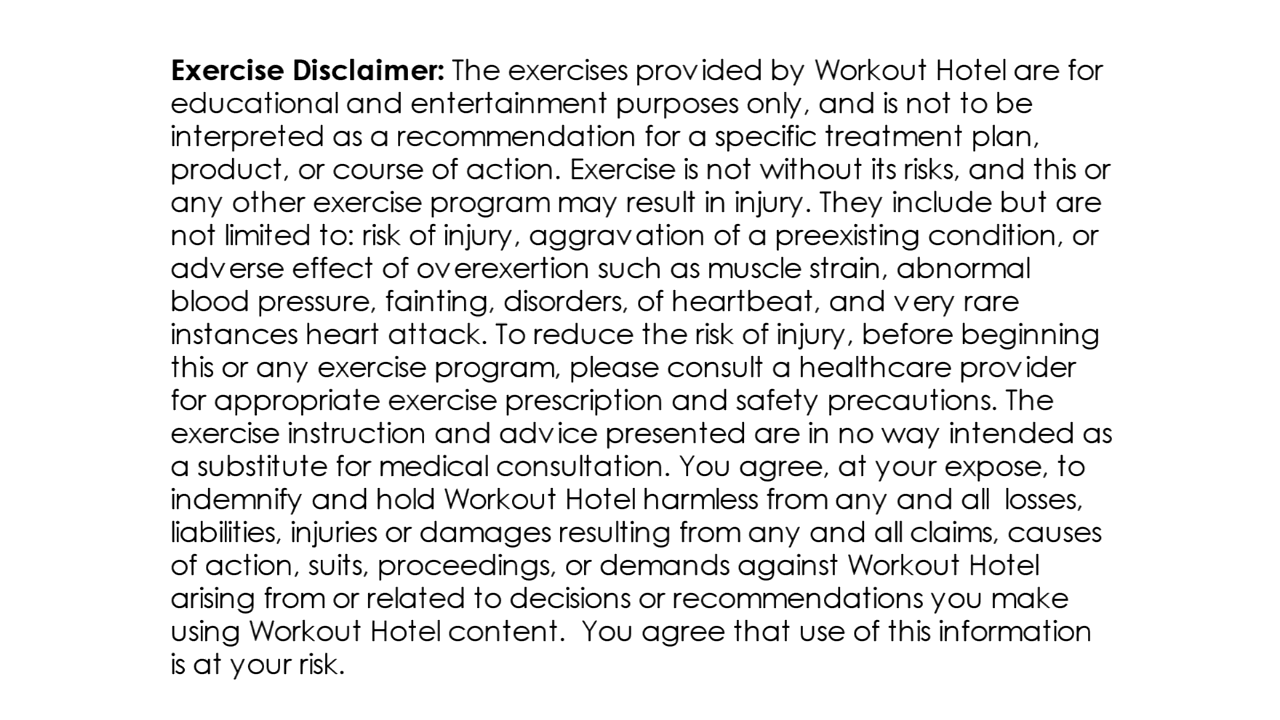 Exercise Disclaimer: The exercises provided by Workout Hotel are for
educational and entertainment purposes only, and is not to be
interpreted as a recommendation for a specific treatment plan,
product, or course of action. Exercise is not without its risks, and this or
any other exercise program may result in injury. They include but are
not limited to: risk of injury, aggravation of a preexisting condition, or
adverse effect of overexertion such as muscle strain, abnormal
blood pressure, fainting, disorders, of heartbeat, and very rare
instances heart attack. To reduce the risk of injury, before beginning
this or any exercise program, please consult a healthcare provider
for appropriate exercise prescription and safety precautions. The
exercise instruction and advice presented are in no way intended as
a substitute for medical consultation. You agree, at your expose, to
indemnify and hold Workout Hotel harmless from any and all  losses,
liabilities, injuries or damages resulting from any and all claims, causes
of action, suits, proceedings, or demands against Workout Hotel
arising from or related to decisions or recommendations you make
using Workout Hotel content.  You agree that use of this information
is at your risk.